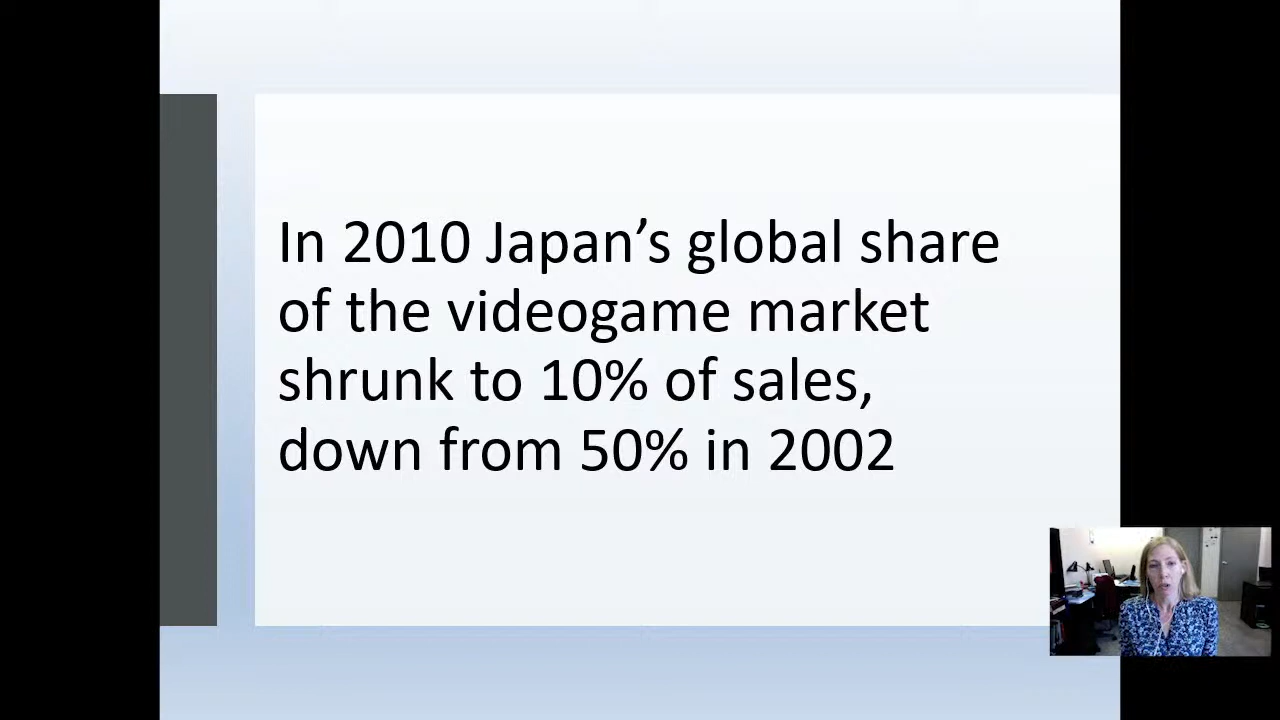 In 2010 Japan’s global share
of the videogame market
shrunk to 10% of sales,
down from 50% in 2002